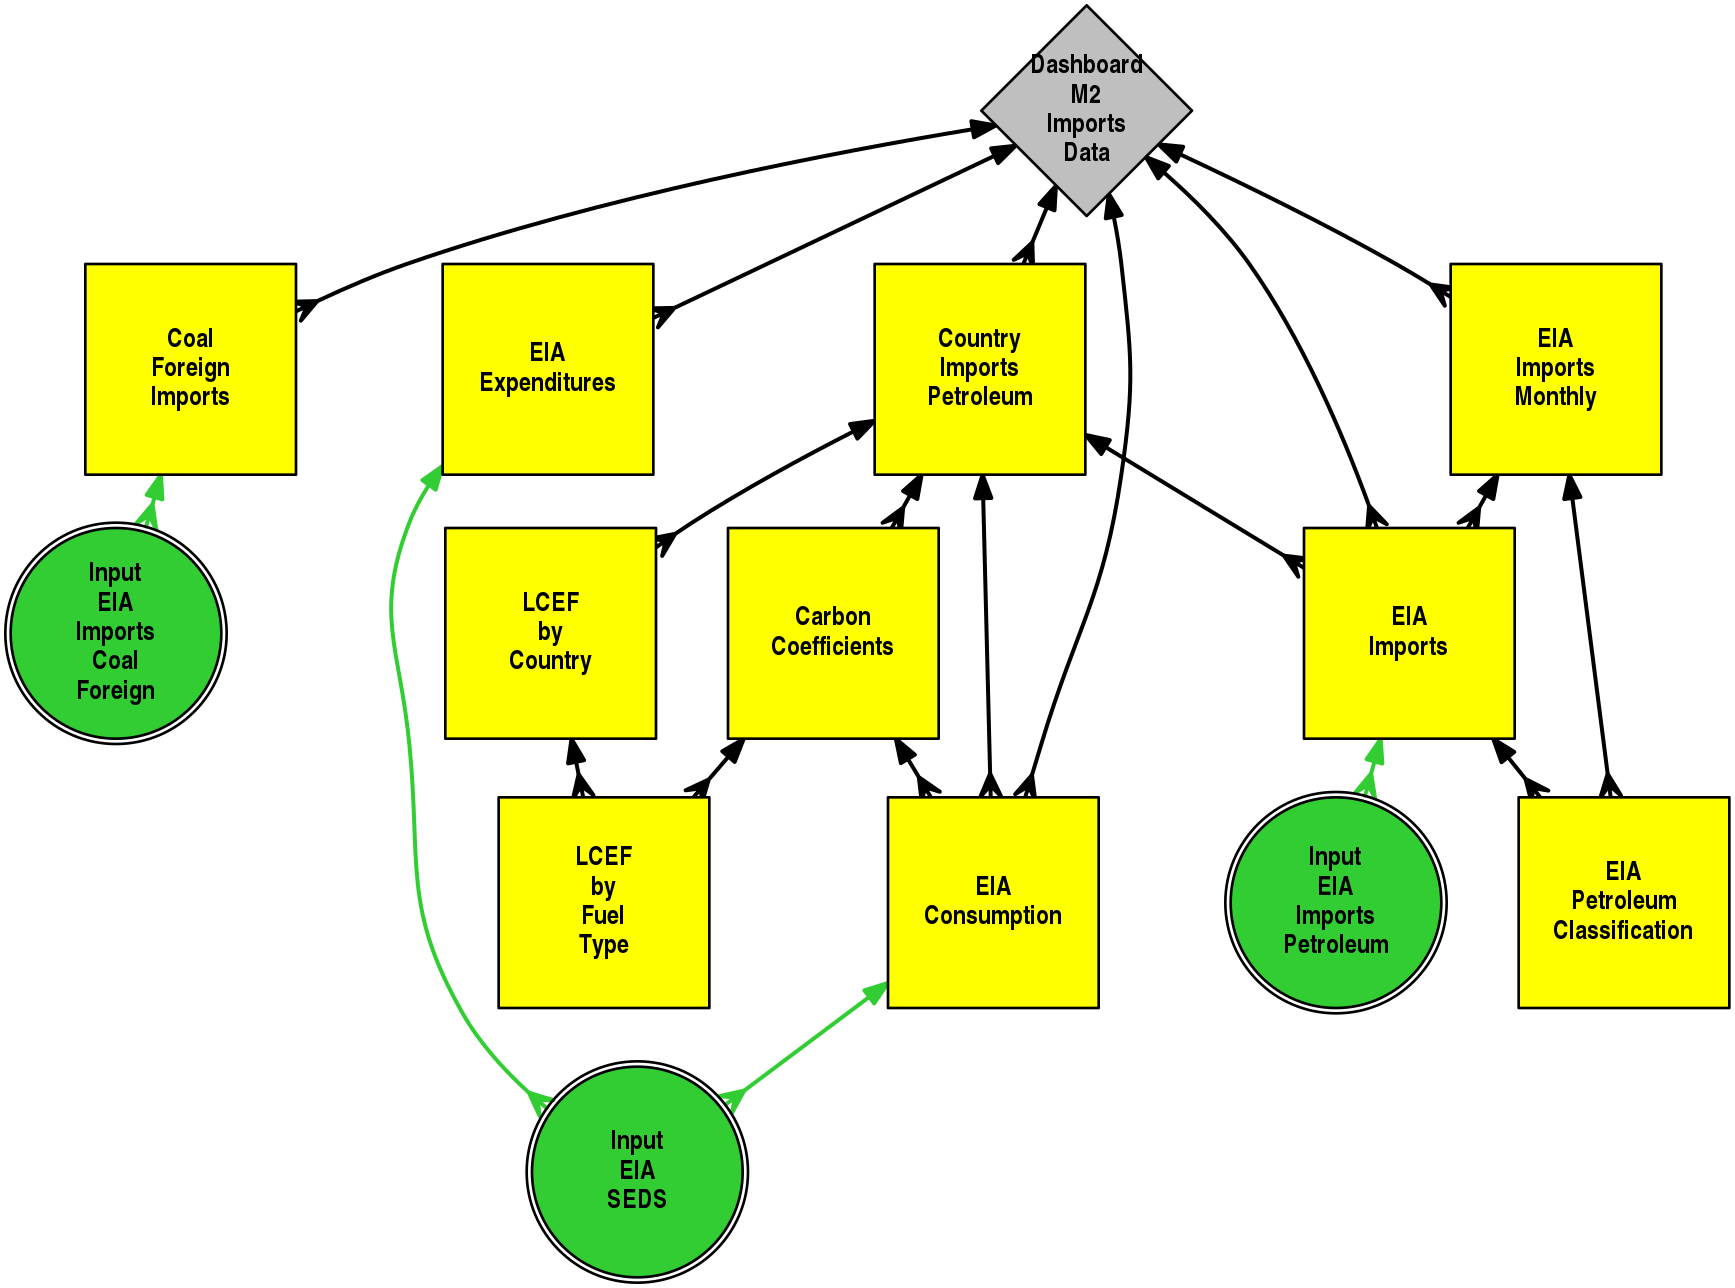 Dashboard
M2
Imports
Data
Coal
Foreign
Imports
EIA
Expenditures
Country
Imports
Petroleum
EIA
Imports
Monthly
Input
EIA
Imports
Coal
Foreign
LCEF
by
Country
Carbon
Coefficients
EIA
Imports
LCEF
by
Fuel
Type
EIA
Consumption
Input
EIA
Imports
Petroleum
EIA
Petroleum
Classification
Input
EIA
SEDS